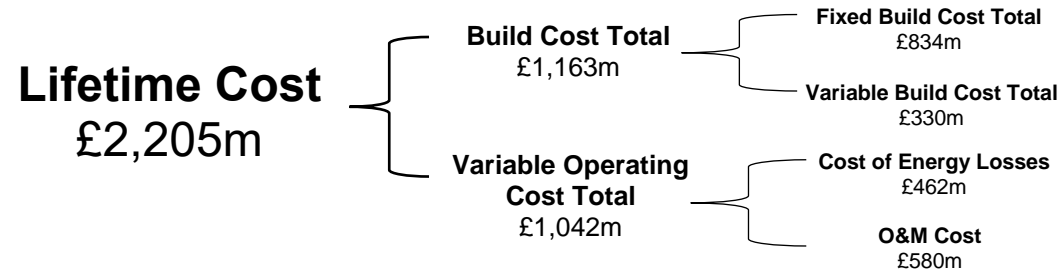 Lifetime Cost
£2,205m
Build Cost Total
£1,163m
Fixed Build Cost Total
£834m
Variable Build Cost Total
£330m
Variable Operating
Cost Total
£1,042m
Cost of Energy Losses
£462m
O&M Cost
£580m